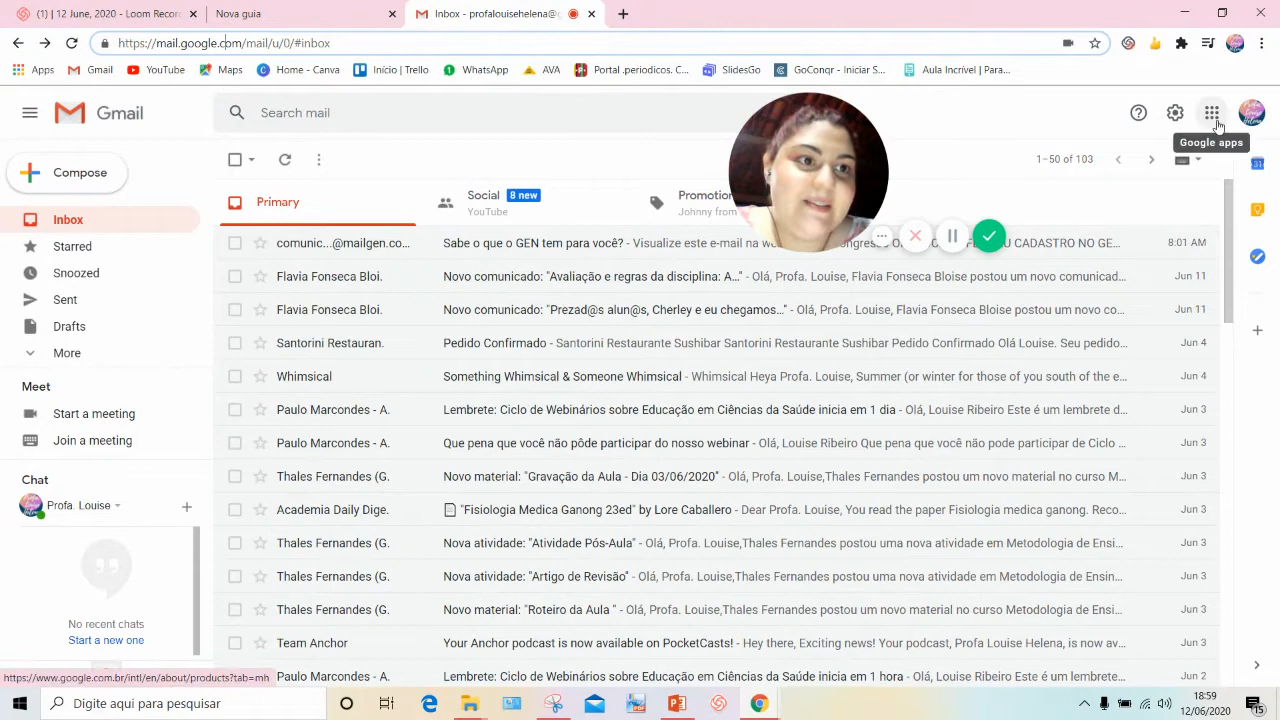 (1) | 12 June, 2020 - Loom Record
Nova guia
Inbox - profalouisehelena@g
https://mail.google.com/mail/u/0/#inbox
Apps Gmail YouTube Maps Home - Canva Início | Trello WhatsApp AVA Portal .periodicos. C... SlidesGo GoConqr - Iniciar S... Aula Incrível | Para...
Gmail
Search mail
Google apps
Compose
1–50 of 103
Primary
Social 8 new
YouTube
Promotion
Johnny from
Inbox
Starred
Snoozed
Sent
Drafts
More
Meet
Start a meeting
Join a meeting
Chat
Profa. Louise
No recent chats
Start a new one
comunic...@mailgen.co... Sabe o que o GEN tem para você? - Visualize este e-mail na we CADASTRO NO GE... 8:01 AM
Flavia Fonseca Bloi. Novo comunicado: "Avaliação e regras da disciplina: A..." - Olá, Profa. Louise, Flavia Fonseca Bloise postou um novo comunicad... Jun 11
Flavia Fonseca Bloi. Novo comunicado: "Prezad@s alun@s, Cherley e eu chegamos..." - Olá, Profa. Louise, Flavia Fonseca Bloise postou um novo co... Jun 11
Santorini Restauran. Pedido Confirmado - Santorini Restaurante Sushibar Santorini Restaurante Sushibar Pedido Confirmado Olá Louise. Seu pedido... Jun 4
Whimsical Something Whimsical & Someone Whimsical - Whimsical Heya Profa. Louise, Summer (or winter for those of you south of the e... Jun 4
Paulo Marcondes - A. Lembrete: Ciclo de Webinários sobre Educação em Ciências da Saúde inicia em 1 dia - Olá, Louise Ribeiro Este é um lembrete d... Jun 3
Paulo Marcondes - A. Que pena que você não pôde participar do nosso webinar - Olá, Louise Ribeiro Que pena que você não pode participar de Ciclo ... Jun 3
Thales Fernandes (G. Novo material: "Gravação da Aula - Dia 03/06/2020" - Olá, Profa. Louise,Thales Fernandes postou um novo material no curso M... Jun 3
Academia Daily Dige. "Fisiologia Medica Ganong 23ed" by Lore Caballero - Dear Profa. Louise, You read the paper Fisiologia medica ganong. Reco... Jun 3
Thales Fernandes (G. Nova atividade: "Atividade Pós-Aula" - Olá, Profa. Louise,Thales Fernandes postou uma nova atividade em Metodologia de Ensi... Jun 3
Thales Fernandes (G. Nova atividade: "Artigo de Revisão" - Olá, Profa. Louise,Thales Fernandes postou uma nova atividade em Metodologia de Ensin... Jun 3
Thales Fernandes (G. Novo material: "Roteiro da Aula " - Olá, Profa. Louise,Thales Fernandes postou um novo material no curso Metodologia de Ensi... Jun 3
Team Anchor Your Anchor podcast is now available on PocketCasts! - Hey there, Exciting news! Your podcast, Profa Louise Helena, is now av... Jun 3
Paulo Marcondes - A. Lembrete: Ciclo de Webinários sobre Educação em Ciências da Saúde inicia em 1 hora - Olá, Louise Ribeiro Este é um lembrete ... Jun 2
https://www.google.com.br/intl/en/about/products?tab=mh
Digite aqui para pesquisar
18:59
12/06/2020
15